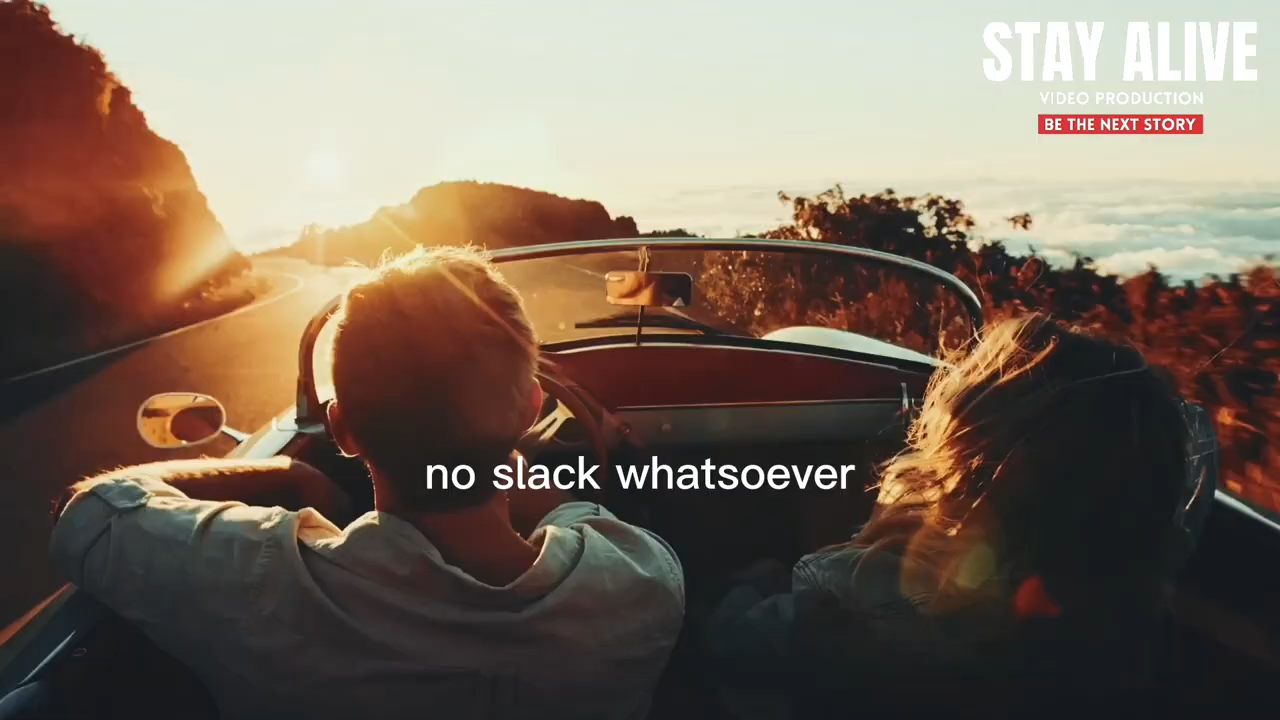 STAY ALIVE
VIDEO PRODUCTION
BE THE NEXT STORY
no slack whatsoever